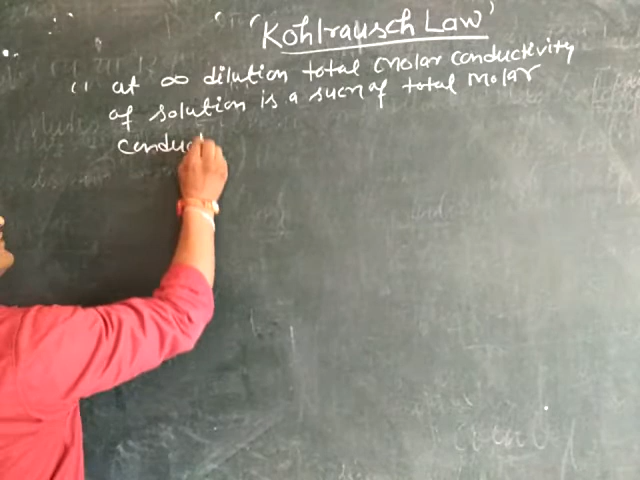 'Kohlrausch Law'
" at ∞ dilution total molar conductivity
of solution is a sum of total molar
conduct